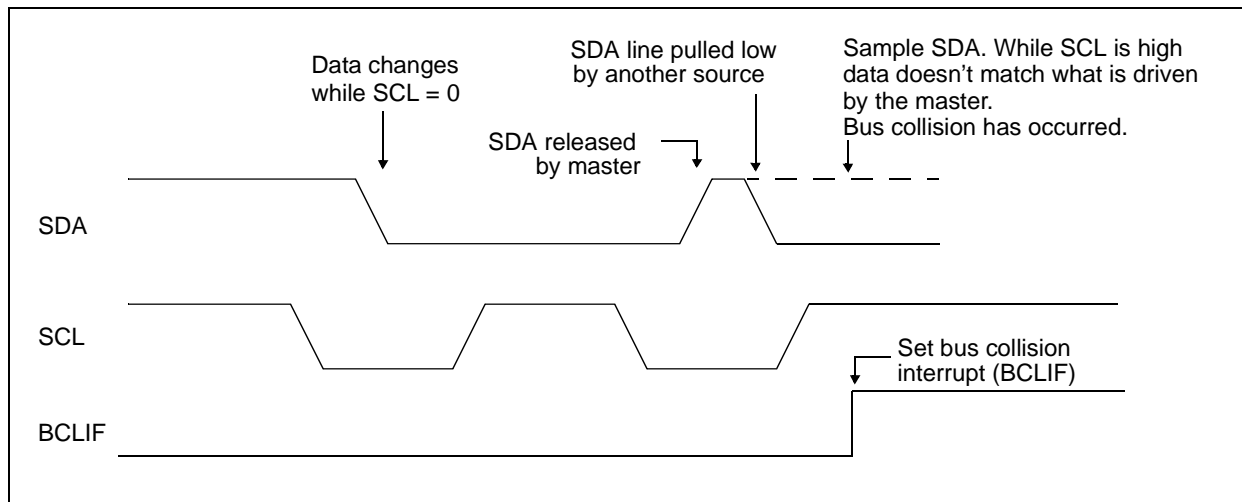 Data changes
while SCL = 0
SDA line pulled low
by another source
Sample SDA. While SCL is high
data doesn't match what is driven
by the master.
Bus collision has occurred.
SDA released
by master
SDA
SCL
Set bus collision
interrupt (BCLIF)
BCLIF